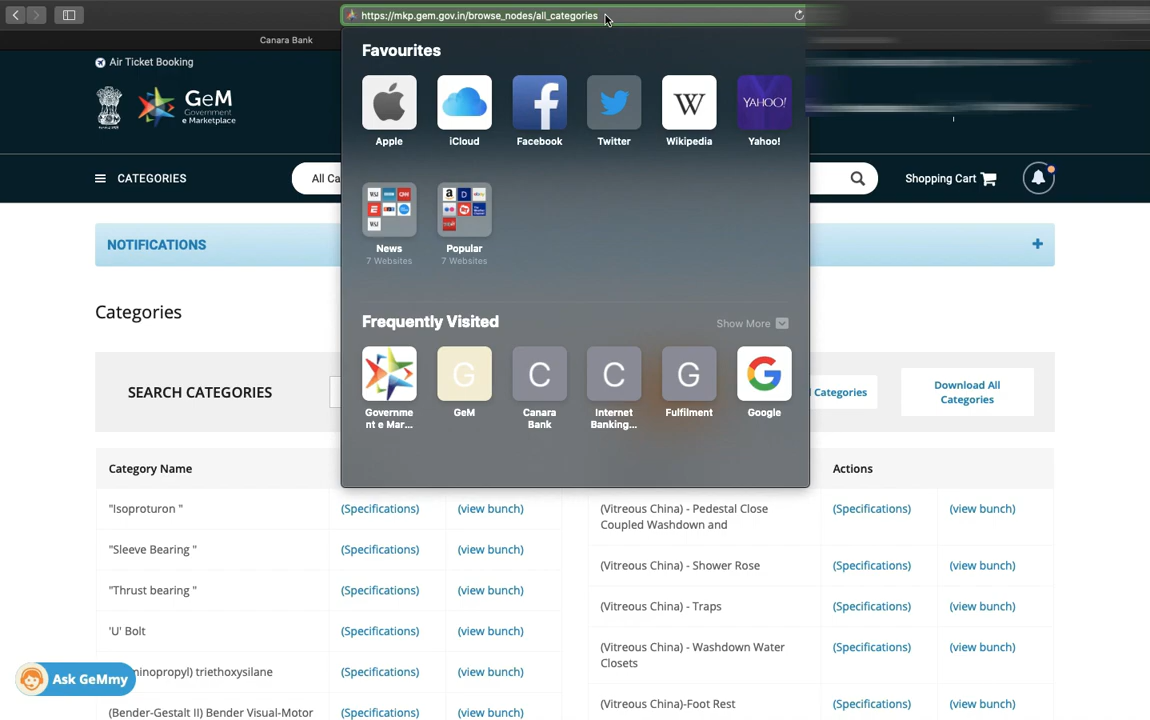 https://mkp.gem.gov.in/browse_nodes/all_categories
Canara Bank
Air Ticket Booking
GeM
Government
e Marketplace
CATEGORIES
All Ca
Shopping Cart
NOTIFICATIONS
+
Favourites
Apple
iCloud
Facebook
Twitter
W
Wikipedia
YAHOO!
Yahoo!
News
7 Websites
Popular
7 Websites
Frequently Visited
Show More
Governme
nt e Mar...
G
GeM
C
Canara
Bank
C
Internet
Banking...
G
Fulfilment
G
Google
Categories
SEARCH CATEGORIES
l Categories
Download All
Categories
Category Name
Actions
"Isoproturon " (Specifications) (view bunch)
(Vitreous China) - Pedestal Close
Coupled Washdown and
(Specifications) (view bunch)
"Sleeve Bearing " (Specifications) (view bunch)
(Vitreous China) - Shower Rose (Specifications) (view bunch)
"Thrust bearing " (Specifications) (view bunch)
(Vitreous China) - Traps (Specifications) (view bunch)
'U' Bolt (Specifications) (view bunch)
(Vitreous China) - Washdown Water
Closets
(Specifications) (view bunch)
minopropyl) triethoxysilane (Specifications) (view bunch)
(Bender-Gestalt II) Bender Visual-Motor (Specifications) (view bunch)
(Vitreous China)-Foot Rest (Specifications) (view bunch)
Ask GeMmy